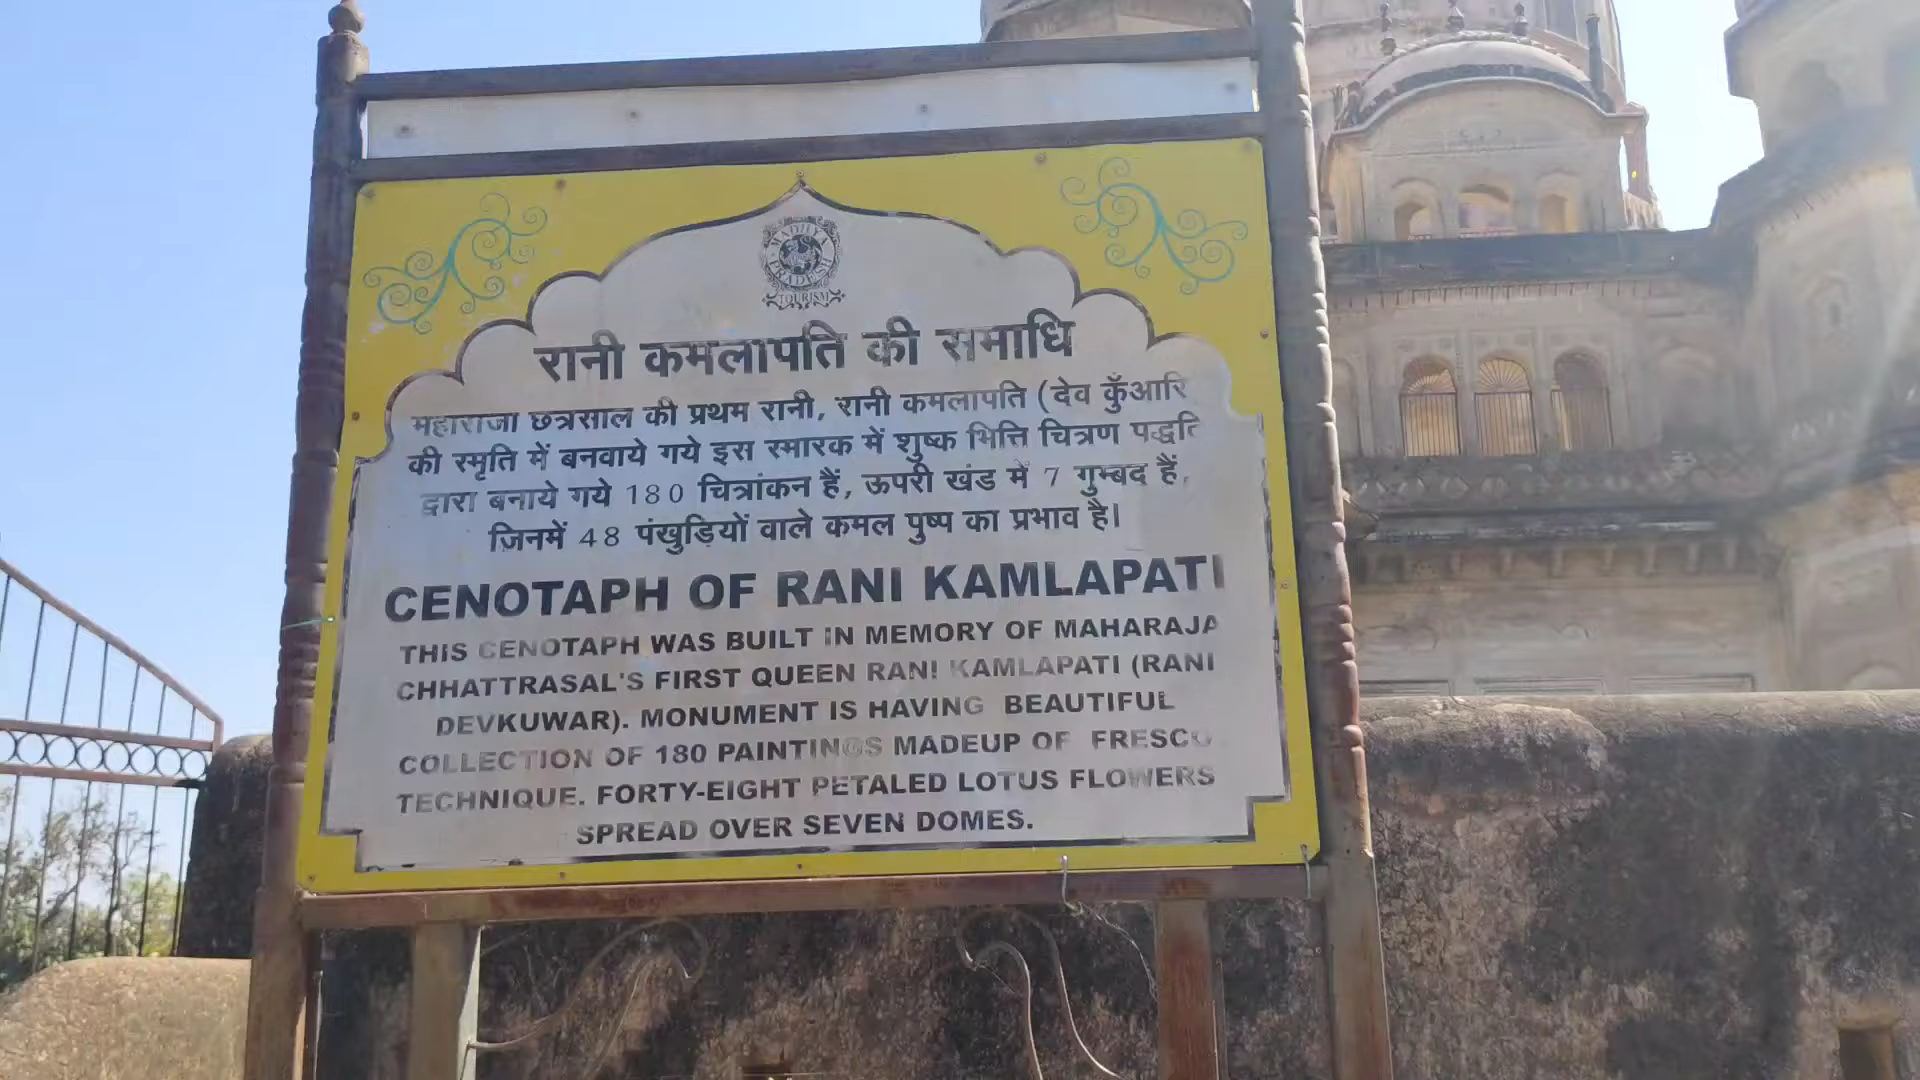 MADHYA PRADESH
TOURISM
रानी कमलापति की समाधि
महाराजा छत्रसाल की प्रथम रानी, रानी कमलापति (देव कुँआरि
की स्मृति में बनवाये गये इस स्मारक में शुष्क भित्ति चित्रण पद्धति
द्वारा बनाये गये 180 चित्रांकन हैं, ऊपरी खंड में 7 गुम्बद हैं,
जिनमें 48 पंखुड़ियों वाले कमल पुष्प का प्रभाव है।
CENOTAPH OF RANI KAMLAPATI
THIS CENOTAPH WAS BUILT IN MEMORY OF MAHARAJA
CHHATTRASAL'S FIRST QUEEN RANI KAMLAPATI (RANI
DEVKUWAR). MONUMENT IS HAVING BEAUTIFUL
COLLECTION OF 180 PAINTINGS MADEUP OF FRESCO
TECHNIQUE. FORTY-EIGHT PETALED LOTUS FLOWERS
SPREAD OVER SEVEN DOMES.